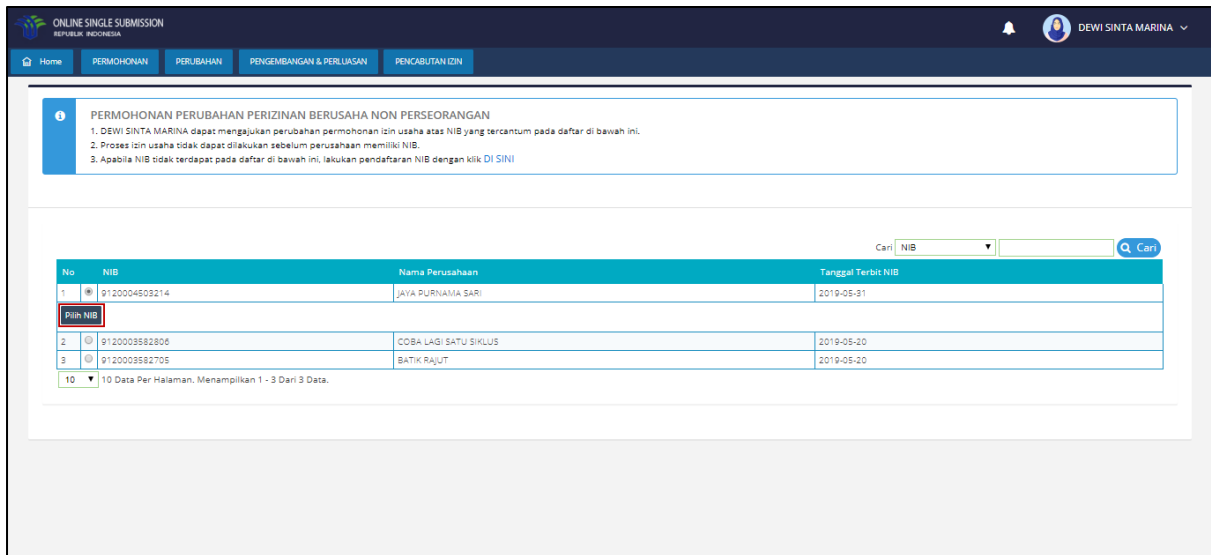 ONLINE SINGLE SUBMISSION
REPUBLIK INDONESIA
DEWI SINTA MARINA
Home PERMOHONAN PERUBAHAN PENGEMBANGAN & PERLUASAN PENCABUTAN IZIN
PERMOHONAN PERUBAHAN PERIZINAN BERUSAHA NON PERSEORANGAN
1. DEWI SINTA MARINA dapat mengajukan perubahan permohonan izin usaha atas NIB yang tercantum pada daftar di bawah ini.
2. Proses izin usaha tidak dapat dilakukan sebelum perusahaan memiliki NIB.
3. Apabila NIB tidak terdapat pada daftar di bawah ini, lakukan pendaftaran NIB dengan klik DI SINI
Cari NIB Cari
No NIB Nama Perusahaan Tanggal Terbit NIB
1 9120004503214 JAYA PURNAMA SARI 2019-05-31
Pilih NIB
2 9120003582806 COBA LAGI SATU SIKLUS 2019-05-20
3 9120003582705 BATIK RAJUT 2019-05-20
10 10 Data Per Halaman. Menampilkan 1 - 3 Dari 3 Data.